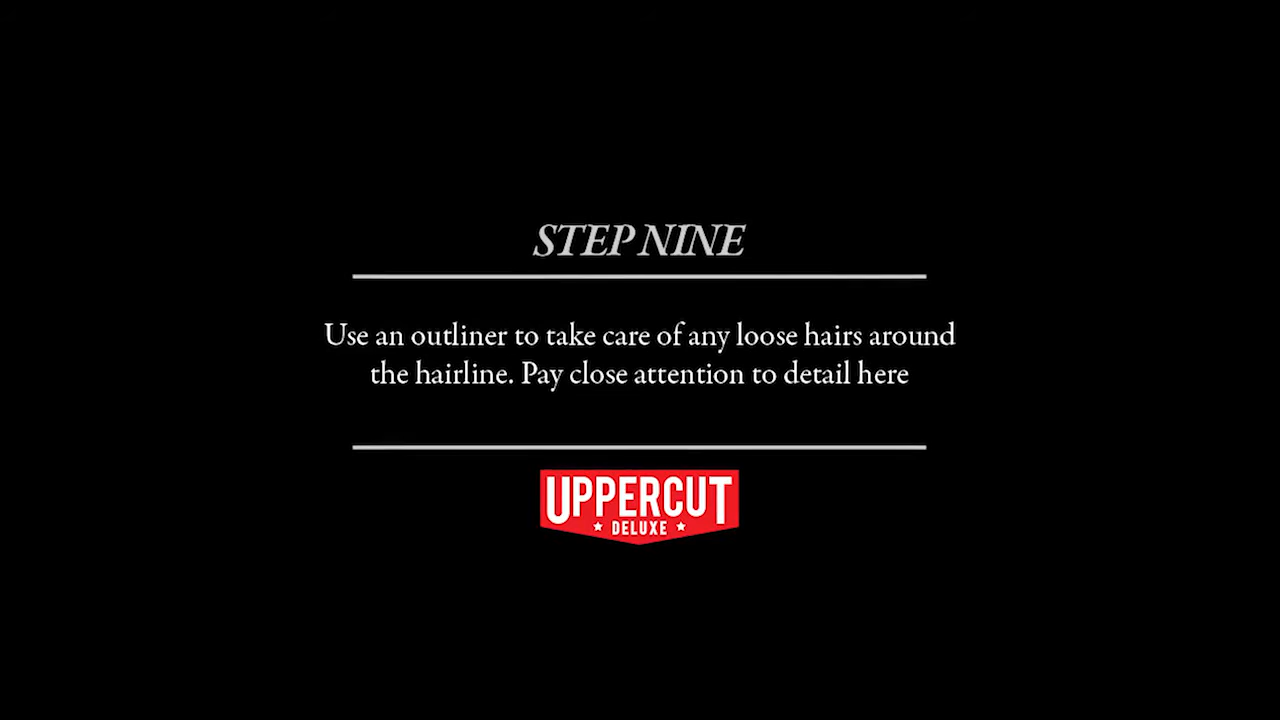 STEP NINE
Use an outliner to take care of any loose hairs around
the hairline. Pay close attention to detail here
UPPERCUT
DELUXE